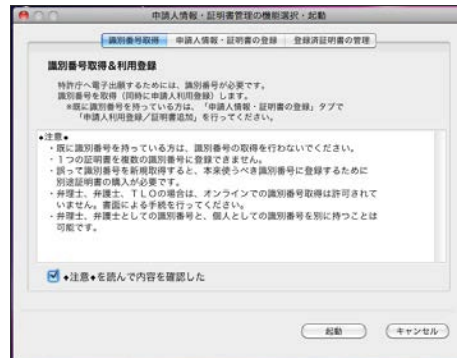 申請人情報・証明書管理の機能選択・起動
識別番号取得 申請人情報・証明書の登録 登録済証明書の管理
識別番号取得&利用登録
特許庁へ電子出願するためには、識別番号が必要です。
識別番号を取得（同時に申請人利用登録）します。
*既に識別番号を持っている方は、「申請人情報・証明書の登録」タブで
「申請人利用登録／証明書追加」を行ってください。
◆注意◆
・既に識別番号を持っている方は、識別番号の取得を行わないでください。
・1つの証明書を複数の識別番号に登録できません。
・誤って識別番号を新規取得すると、本来使うべき識別番号に登録するために
別途証明書の購入が必要です。
・弁理士、弁護士、TLOの場合は、オンラインでの識別番号取得は許可されて
いません。書面による手続を行ってください。
・弁理士、弁護士としての識別番号と、個人としての識別番号を別に持つことは
可能です。
◆注意◆を読んで内容を確認した
起動 キャンセル